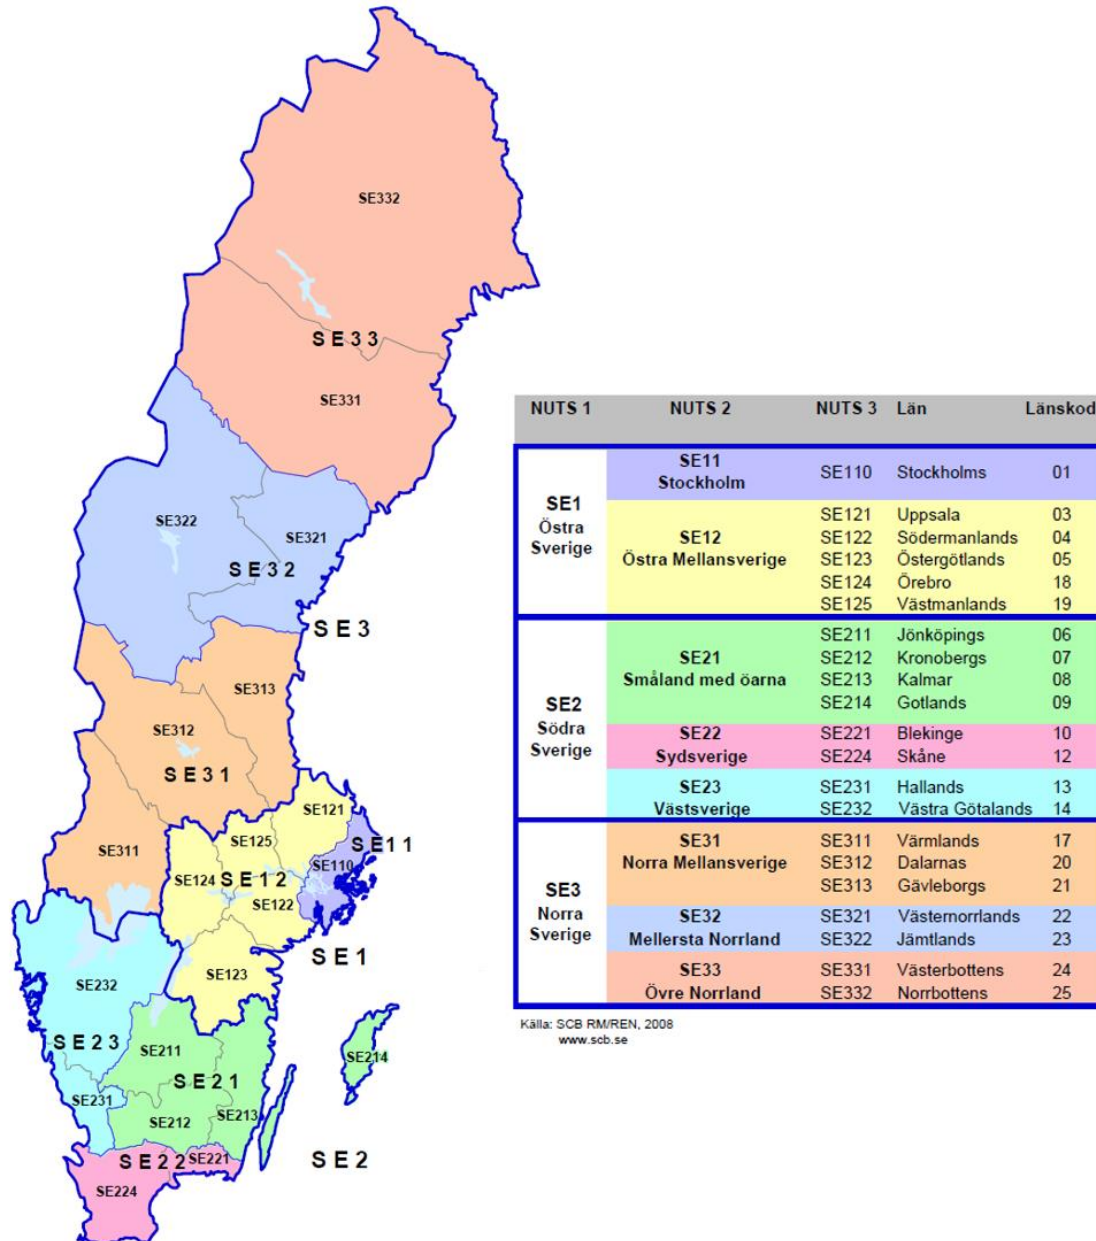 SE332
SE33
SE331
SE322
SE321
SE32
SE3
SE313
SE312
SE31
SE311
SE121
SE125
SE11
SE110
SE124
SE12
SE122
SE1
SE123
SE232
SE23
SE211
SE214
SE21
SE231
SE212
SE213
SE22
SE221
SE2
SE224
NUTS 1 NUTS 2 NUTS 3 Län Länskod
SE1
Östra
Sverige
SE11
Stockholm
SE110 Stockholms 01
SE12
Östra Mellansverige
SE121 Uppsala 03
SE122 Södermanlands 04
SE123 Östergötlands 05
SE124 Örebro 18
SE125 Västmanlands 19
SE2
Södra
Sverige
SE21
Småland med öarna
SE211 Jönköpings 06
SE212 Kronobergs 07
SE213 Kalmar 08
SE214 Gotlands 09
SE22
Sydsverige
SE221 Blekinge 10
SE224 Skåne 12
SE23
Västsverige
SE231 Hallands 13
SE232 Västra Götalands 14
SE3
Norra
Sverige
SE31
Norra Mellansverige
SE311 Värmlands 17
SE312 Dalarnas 20
SE313 Gävleborgs 21
SE32
Mellersta Norrland
SE321 Västernorrlands 22
SE322 Jämtlands 23
SE33
Övre Norrland
SE331 Västerbottens 24
SE332 Norrbottens 25
Källa: SCB RM/REN, 2008
www.scb.se